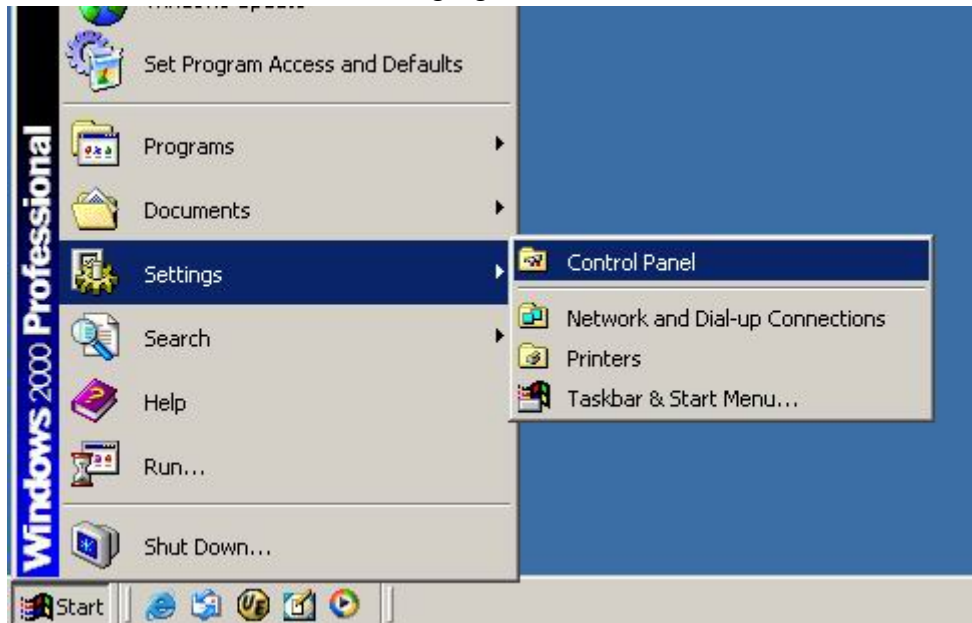 Set Program Access and Defaults
Programs
Documents
Settings
Control Panel
Network and Dial-up Connections
Printers
Taskbar & Start Menu...
Search
Help
Run...
Shut Down...
Windows 2000 Professional
Start